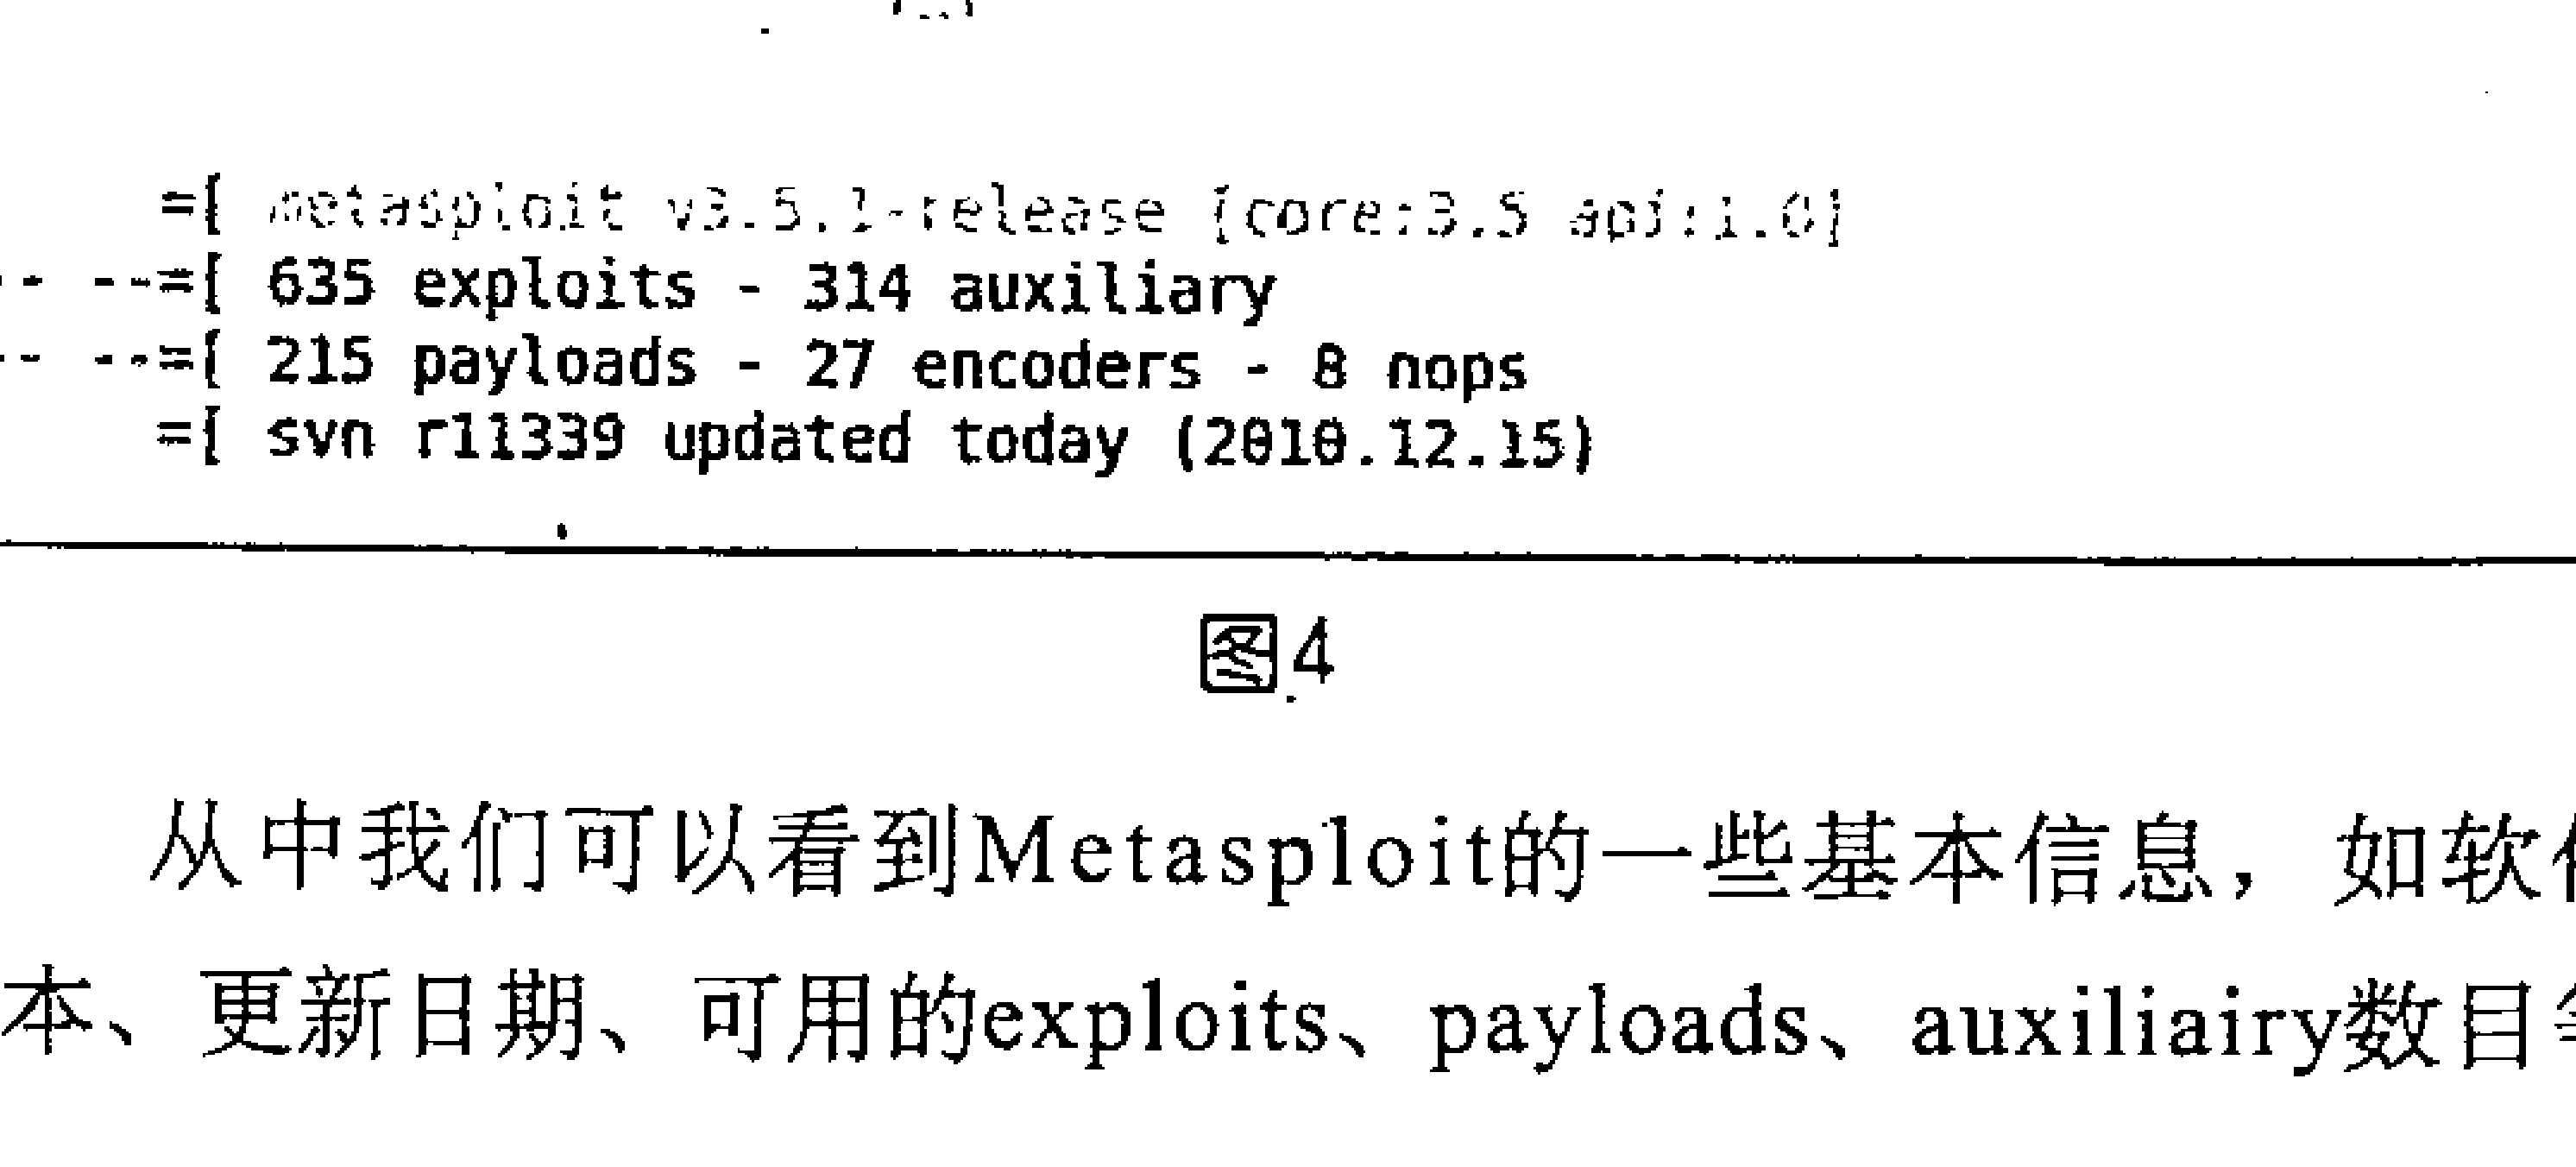 =[ metasploit v3.5.1-release [core:3.5 api:1.0]
-- --=[ 635 exploits - 314 auxiliary
-- --=[ 215 payloads - 27 encoders - 8 nops
=[ svn r11339 updated today (2010.12.15)
图4
从中我们可以看到Metasploit的一些基本信息，如软
本、更新日期、可用的exploits、payloads、auxiliairy数目